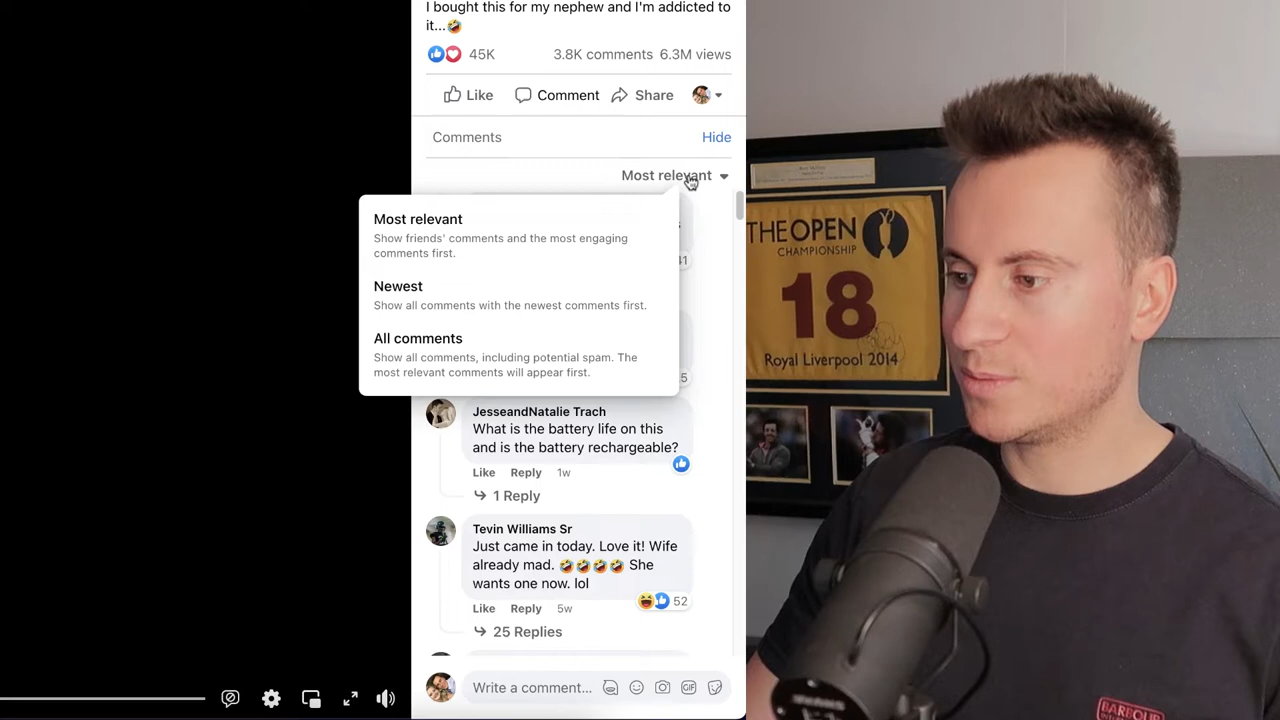 I bought this for my nephew and I'm addicted to
it...🤣
45K
3.8K comments 6.3M views
Like
Comment
Share
Comments
Hide
Most relevant
Most relevant
Show friends' comments and the most engaging
comments first.
Newest
Show all comments with the newest comments first.
All comments
Show all comments, including potential spam. The
most relevant comments will appear first.
s
41
5
JesseandNatalie Trach
What is the battery life on this
and is the battery rechargeable?
Like Reply 1w
1 Reply
Tevin Williams Sr
Just came in today. Love it! Wife
already mad. 🤣🤣🤣🤣 She
wants one now. lol
52
Like Reply 5w
25 Replies
Write a comment...
GIF
THE OPEN
CHAMPIONSHIP
18
Royal Liverpool 2014
BARBOUR